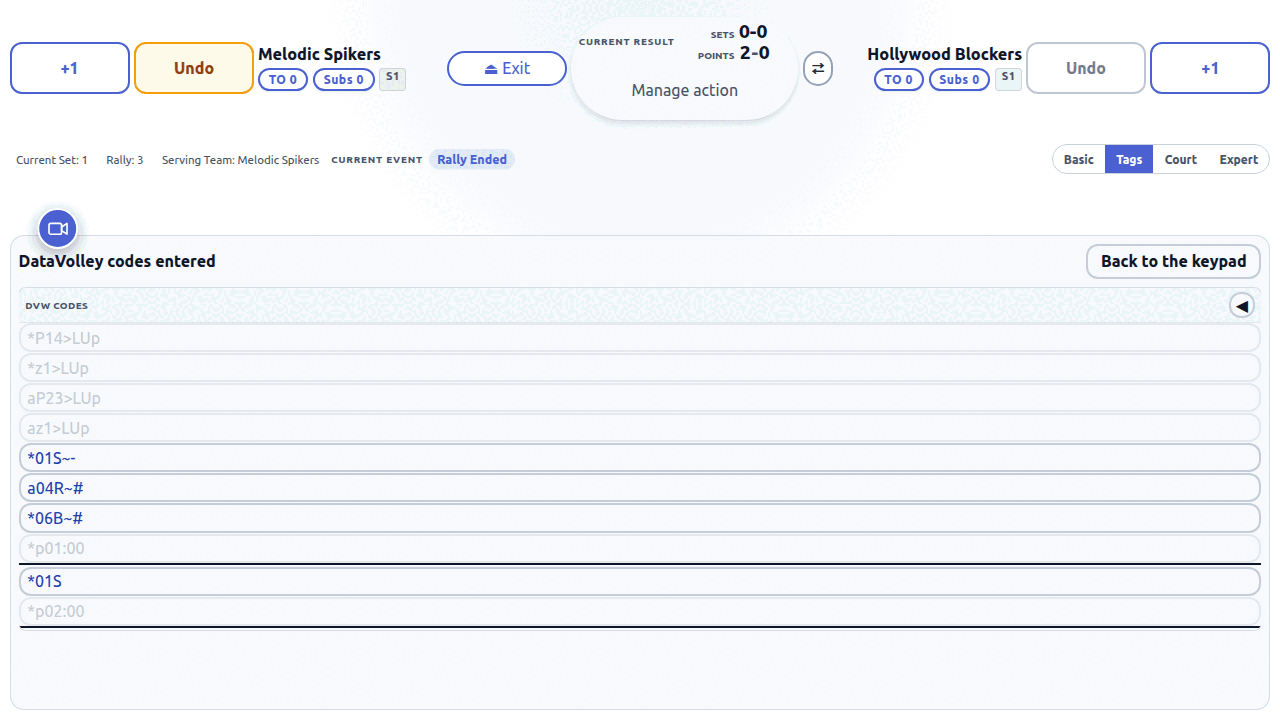 +1
Undo
Melodic Spikers
TO 0
Subs 0
S1
⏏ Exit
CURRENT RESULT
SETS 0-0
POINTS 2-0
Manage action
⇄
Hollywood Blockers
TO 0
Subs 0
S1
Undo
+1
Current Set: 1
Rally: 3
Serving Team: Melodic Spikers
CURRENT EVENT
Rally Ended
Basic
Tags
Court
Expert
DataVolley codes entered
Back to the keypad
DVW CODES
◀
*P14>LUp
*z1>LUp
aP23>LUp
az1>LUp
*01S~-
a04R~#
*06B~#
*p01:00
*01S
*p02:00